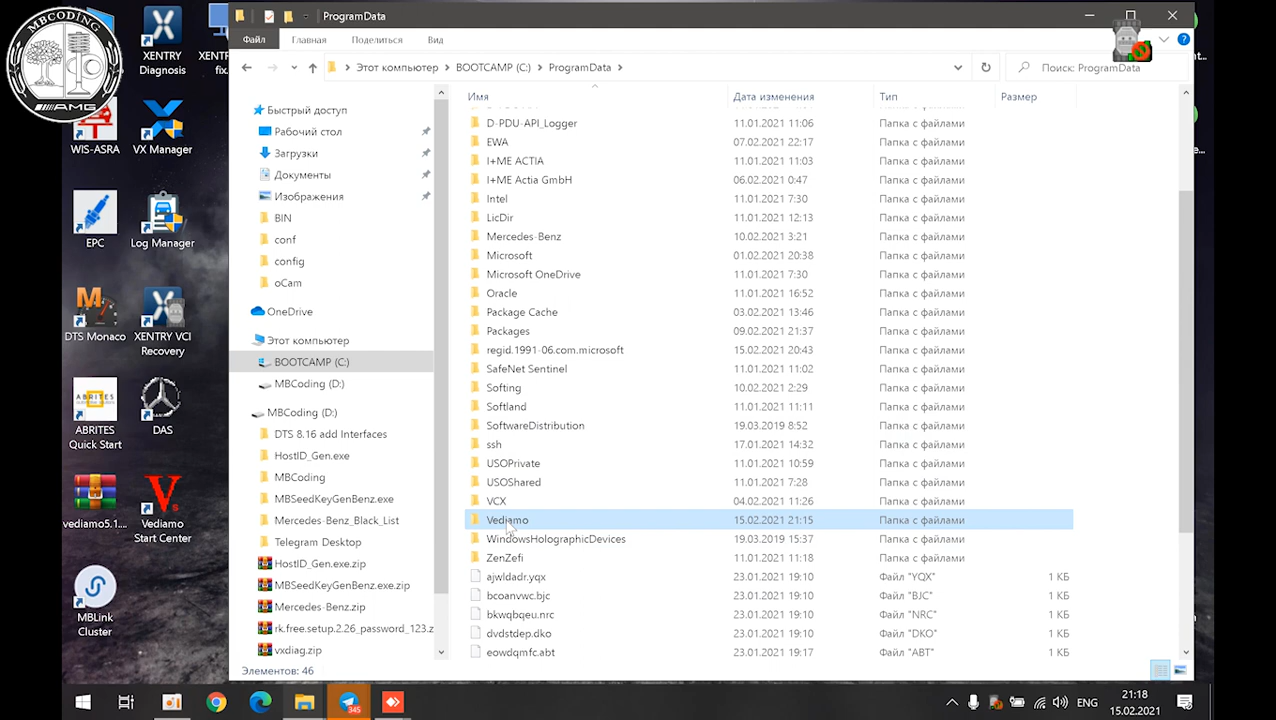 MBCODING
AMG
XENTRY
Diagnosis
XENTF
fix..
WIS-ASRA
VX Manager
EPC
Log Manager
DTS Monaco
XENTRY VCI
Recovery
ABRITES
ABRITES
Quick Start
DAS
vediamo5.1....
Vediamo
Start Center
MBLink
Cluster
ProgramData
Файл
Главная
Поделиться
Вид
Этот компьютер
BOOTCAMP (C:)
ProgramData
Поиск: ProgramData
Быстрый доступ
Рабочий стол
Загрузки
Документы
Изображения
BIN
conf
config
oCam
OneDrive
Этот компьютер
BOOTCAMP (C:)
MBCoding (D:)
MBCoding (D:)
DTS 8.16 add Interfaces
HostID_Gen.exe
MBCoding
MBSeedKeyGenBenz.exe
Mercedes-Benz_Black_List
Telegram Desktop
HostID_Gen.exe.zip
MBSeedKeyGenBenz.exe.zip
Mercedes-Benz.zip
rk.free.setup.2.26_password_123.z
vxdiag.zip
Имя Дата изменения Тип Размер
D-PDU-API_Logger 11.01.2021 11:06 Папка с файлами
EWA 07.02.2021 22:17 Папка с файлами
I+ME ACTIA 11.01.2021 11:03 Папка с файлами
I+ME Actia GmbH 06.02.2021 0:47 Папка с файлами
Intel 11.01.2021 7:30 Папка с файлами
LicDir 11.01.2021 12:13 Папка с файлами
Mercedes-Benz 10.02.2021 3:21 Папка с файлами
Microsoft 01.02.2021 20:38 Папка с файлами
Microsoft OneDrive 11.01.2021 7:30 Папка с файлами
Oracle 11.01.2021 16:52 Папка с файлами
Package Cache 03.02.2021 13:46 Папка с файлами
Packages 09.02.2021 21:37 Папка с файлами
regid.1991-06.com.microsoft 15.02.2021 20:43 Папка с файлами
SafeNet Sentinel 11.01.2021 11:02 Папка с файлами
Softing 10.02.2021 2:29 Папка с файлами
Softland 11.01.2021 11:11 Папка с файлами
SoftwareDistribution 19.03.2019 8:52 Папка с файлами
ssh 11.01.2021 14:32 Папка с файлами
USOPrivate 11.01.2021 10:59 Папка с файлами
USOShared 11.01.2021 7:28 Папка с файлами
VCX 04.02.2021 11:26 Папка с файлами
Vediamo 15.02.2021 21:15 Папка с файлами
WindowsHolographicDevices 19.03.2019 15:37 Папка с файлами
ZenZefi 11.01.2021 11:18 Папка с файлами
ajwldadr.yqx 23.01.2021 19:10 Файл "YQX" 1 КБ
bcoanvwc.bjc 23.01.2021 19:10 Файл "BJC" 1 КБ
bkwqbqeu.nrc 23.01.2021 19:10 Файл "NRC" 1 КБ
dvdstdep.dko 23.01.2021 19:10 Файл "DKO" 1 КБ
eowdqmfc.abt 23.01.2021 19:17 Файл "ABT" 1 КБ
Элементов: 46
345
ENG
21:18
15.02.2021